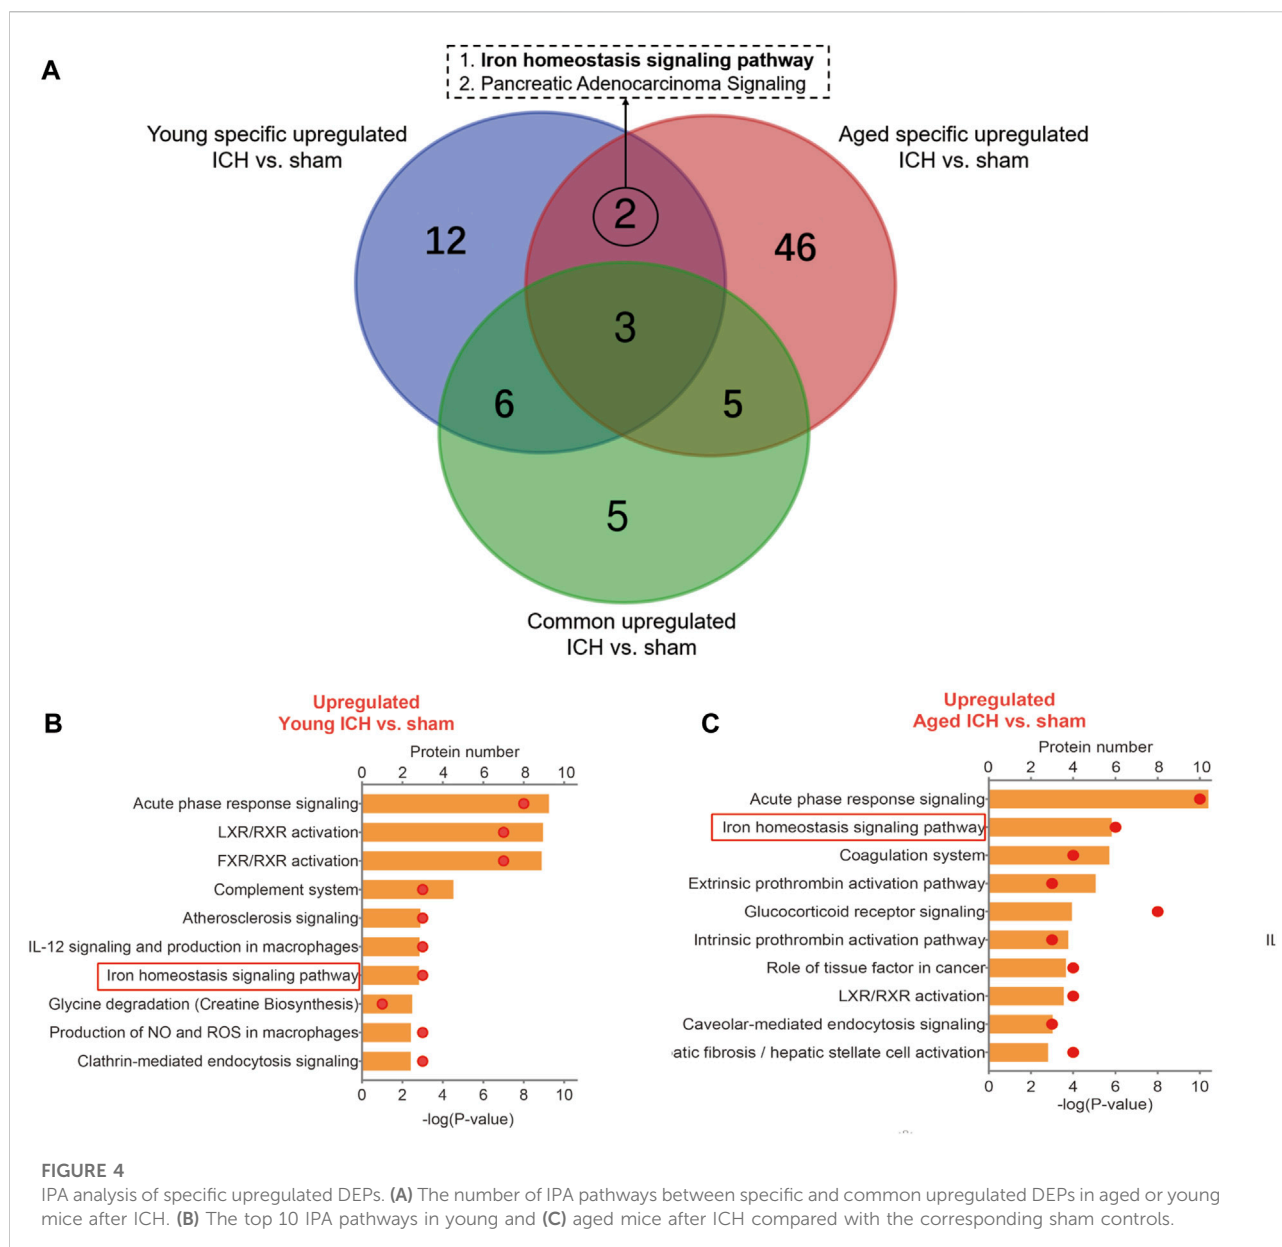 A
1. Iron homeostasis signaling pathway
2. Pancreatic Adenocarcinoma Signaling
Young specific upregulated
ICH vs. sham
Aged specific upregulated
ICH vs. sham
2
12
46
3
6
5
5
Common upregulated
ICH vs. sham
B
Upregulated
Young ICH vs. sham
Protein number
0 2 4 6 8 10
Acute phase response signaling
LXR/RXR activation
FXR/RXR activation
Complement system
Atherosclerosis signaling
IL-12 signaling and production in macrophages
Iron homeostasis signaling pathway
Glycine degradation (Creatine Biosynthesis)
Production of NO and ROS in macrophages
Clathrin-mediated endocytosis signaling
0 2 4 6 8 10
-log(P-value)
C
Upregulated
Aged ICH vs. sham
Protein number
0 2 4 6 8 10
Acute phase response signaling
Iron homeostasis signaling pathway
Coagulation system
Extrinsic prothrombin activation pathway
Glucocorticoid receptor signaling
Intrinsic prothrombin activation pathway
Role of tissue factor in cancer
LXR/RXR activation
Caveolar-mediated endocytosis signaling
atic fibrosis / hepatic stellate cell activation
0 2 4 6 8 10
-log(P-value)
IL
FIGURE 4
IPA analysis of specific upregulated DEPs. (A) The number of IPA pathways between specific and common upregulated DEPs in aged or young
mice after ICH. (B) The top 10 IPA pathways in young and (C) aged mice after ICH compared with the corresponding sham controls.